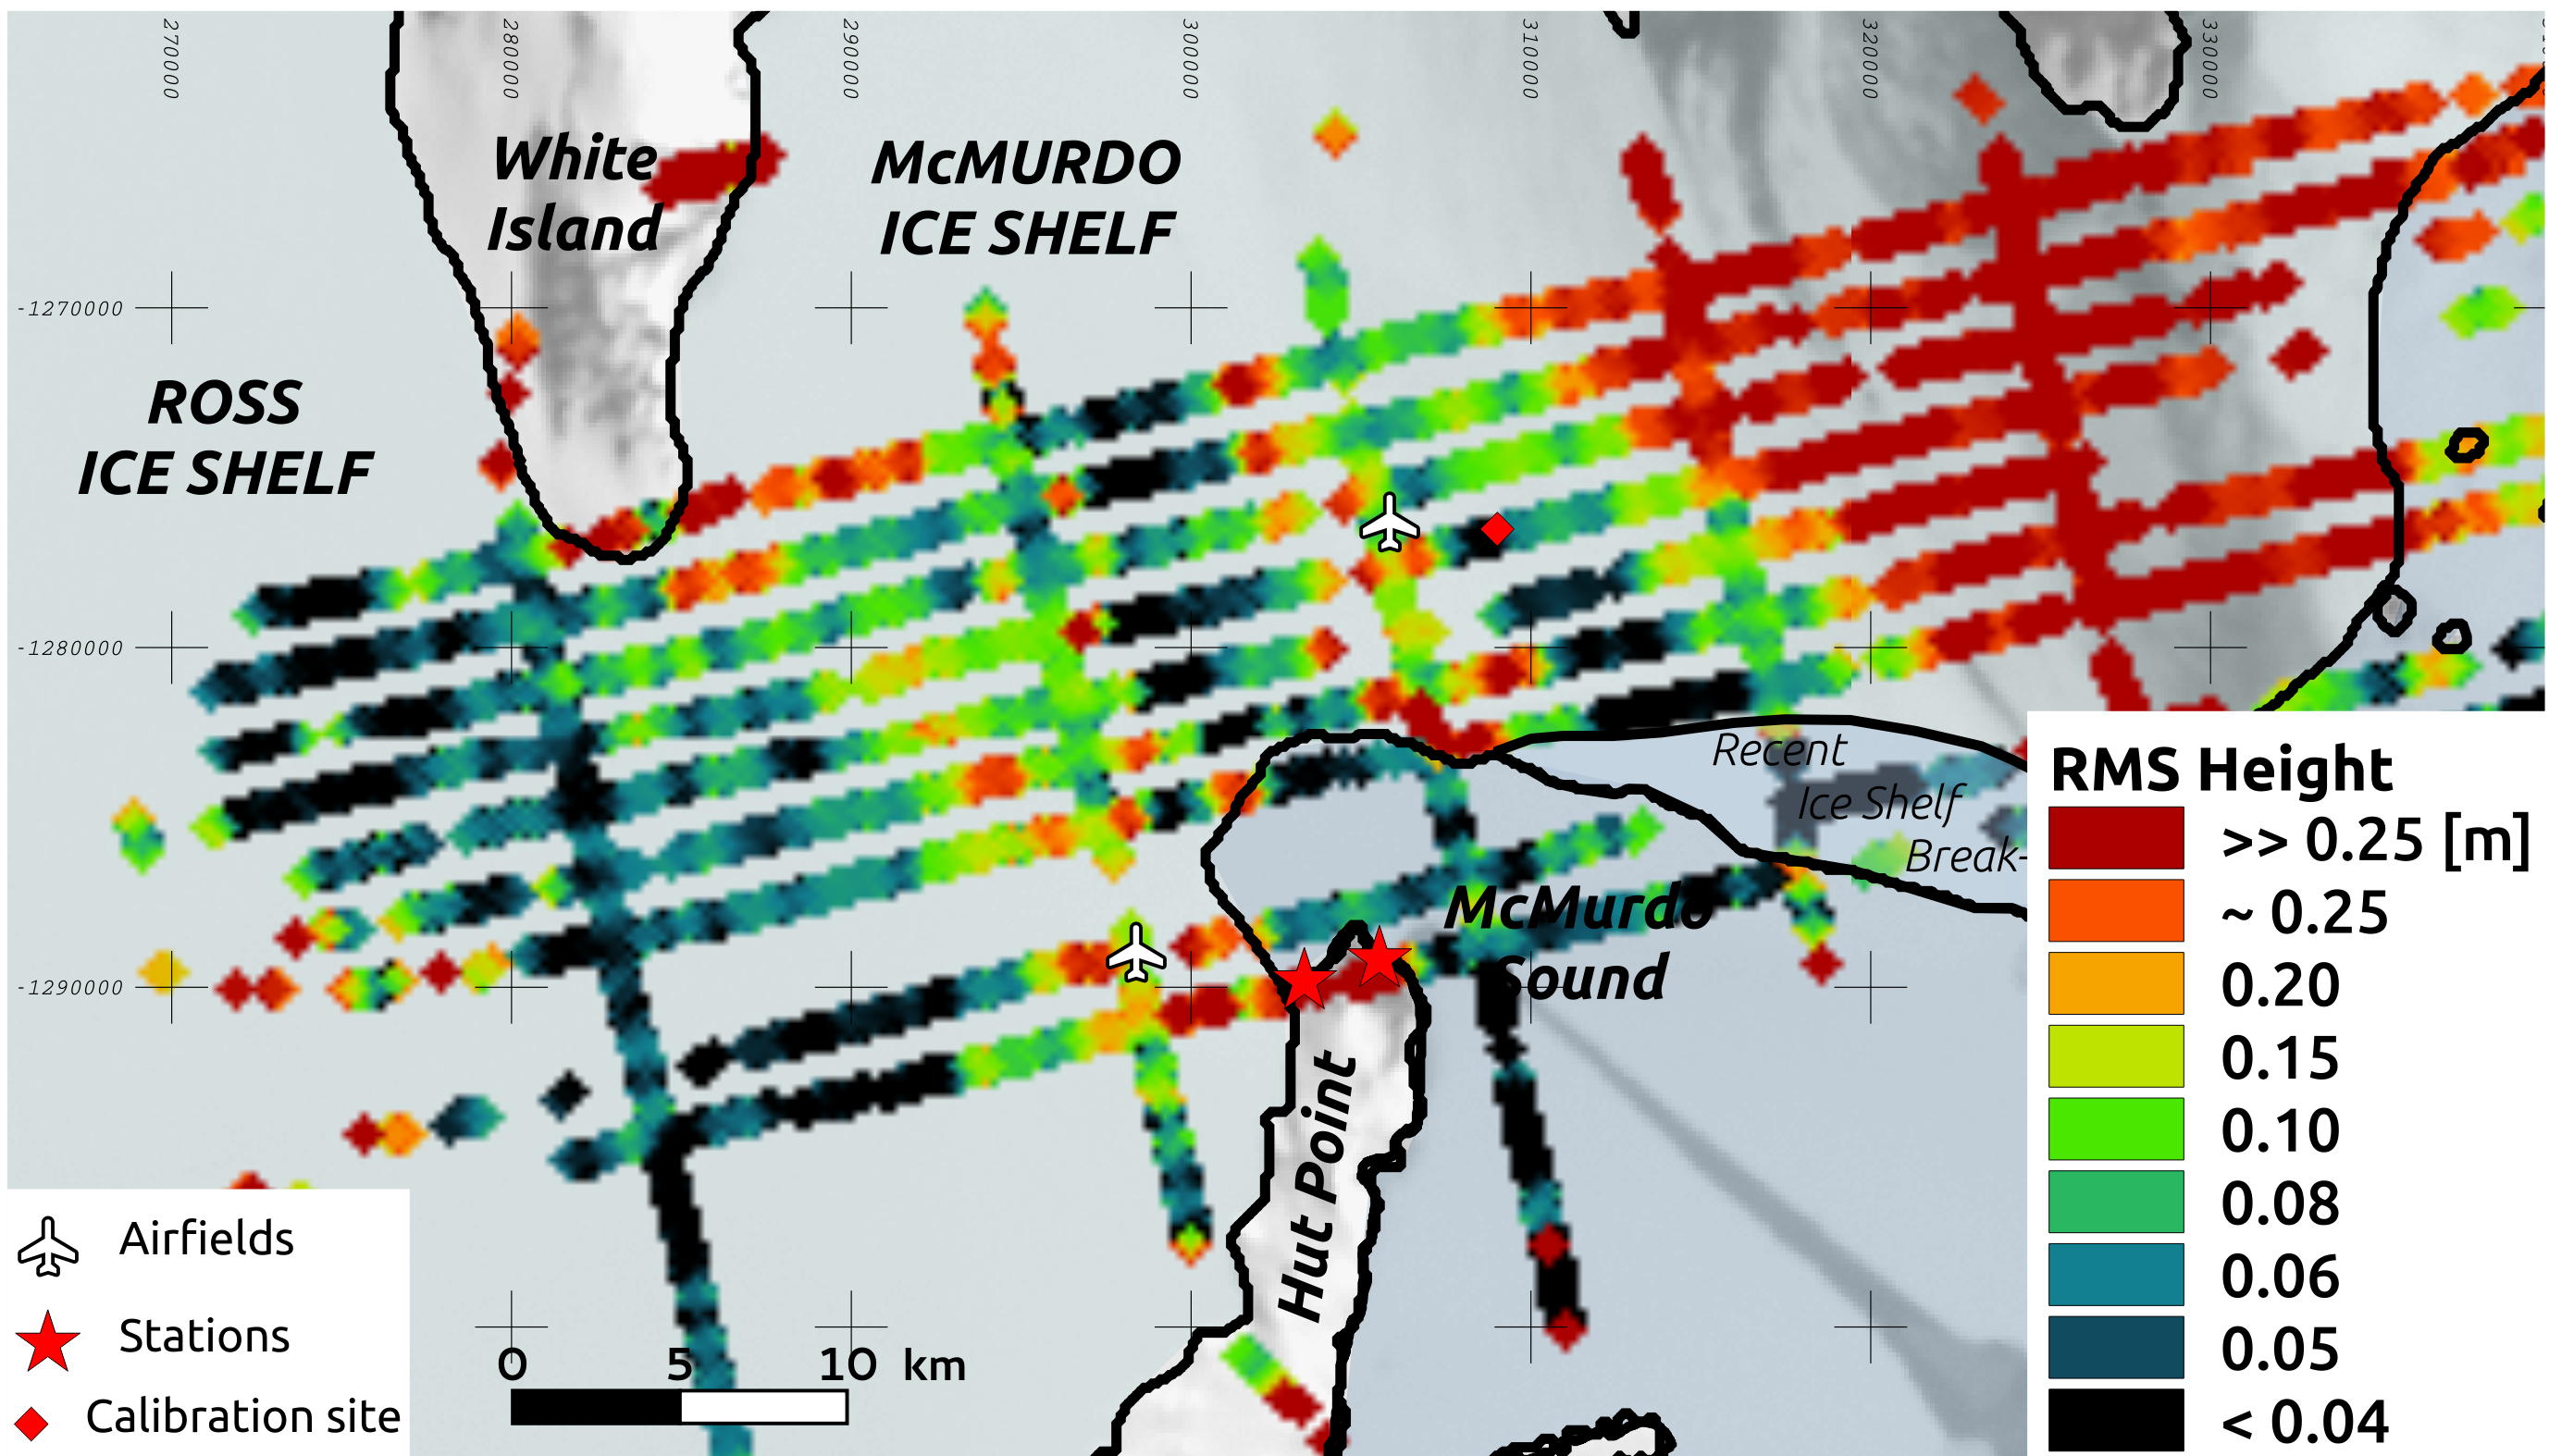 270000
280000
290000
300000
310000
320000
330000
White
Island
McMURDO
ICE SHELF
-1270000
ROSS
ICE SHELF
-1280000
Recent
Ice Shelf
Break-
McMurdo
Sound
-1290000
Hut Point
RMS Height
>> 0.25 [m]
~ 0.25
0.20
0.15
0.10
0.08
0.06
0.05
< 0.04
Airfields
Stations
Calibration site
0 5 10 km